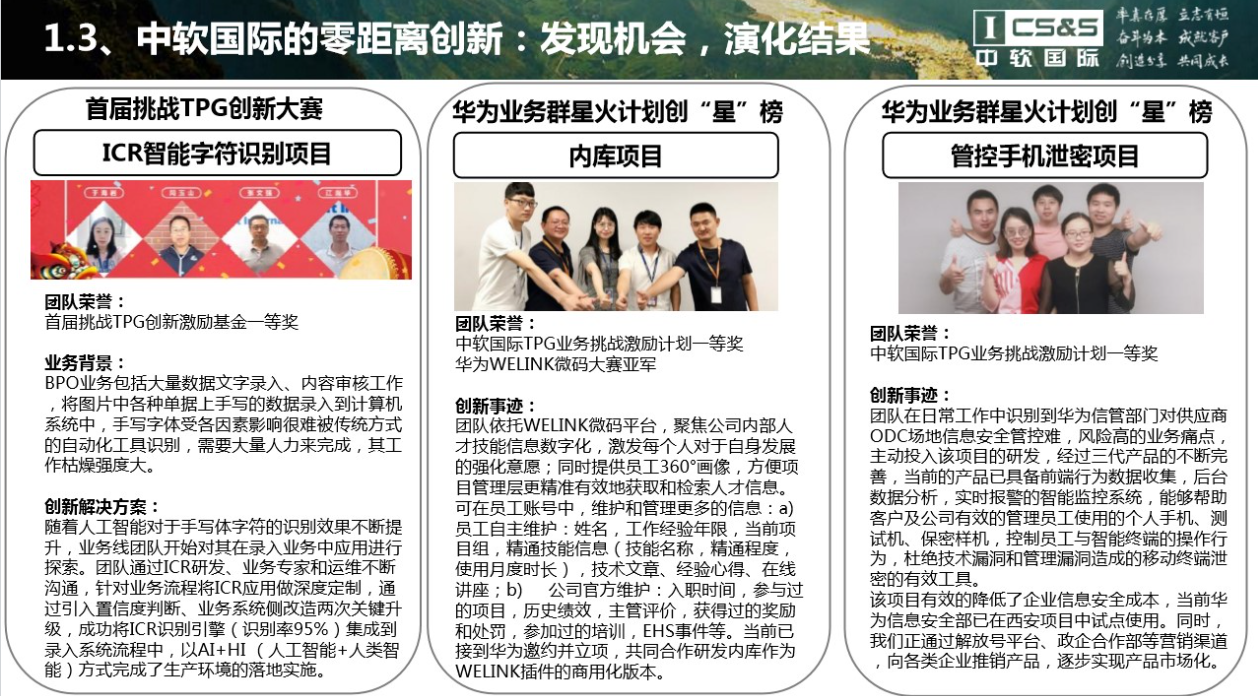 1.3、中软国际的零距离创新：发现机会，演化结果
I CS&S
中软国际
率真存厚 立志有恒
奋斗为本 成就客户
创造分享 共同成长
首届挑战TPG创新大赛
ICR智能字符识别项目
团队荣誉：
首届挑战TPG创新激励基金一等奖
业务背景：
BPO业务包括大量数据文字录入、内容审核工作
，将图片中各种单据上手写的数据录入到计算机
系统中，手写字体受各因素影响很难被传统方式
的自动化工具识别，需要大量人力来完成，其工
作枯燥强度大。
创新解决方案：
随着人工智能对于手写体字符的识别效果不断提
升，业务线团队开始对其在录入业务中应用进行
探索。团队通过ICR研发、业务专家和运维不断
沟通，针对业务流程将ICR应用做深度定制，通
过引入置信度判断、业务系统侧改造两次关键升
级，成功将ICR识别引擎（识别率95%）集成到
录入系统流程中，以AI+HI （人工智能+人类智
能）方式完成了生产环境的落地实施。
华为业务群星火计划创“星”榜
内库项目
团队荣誉：
中软国际TPG业务挑战激励计划一等奖
华为WELINK微码大赛亚军
创新事迹：
团队依托WELINK微码平台，聚焦公司内部人
才技能信息数字化，激发每个人对于自身发展
的强化意愿；同时提供员工360°画像，方便项
目管理层更精准有效地获取和检索人才信息。
可在员工账号中，维护和管理更多的信息：a)
员工自主维护：姓名，工作经验年限，当前项
目组，精通技能信息（技能名称，精通程度，
使用月度时长），技术文章、经验心得、在线
讲座；b) 公司官方维护：入职时间，参与过
的项目，历史绩效，主管评价，获得过的奖励
和处罚，参加过的培训，EHS事件等。当前已
接到华为邀约并立项，共同合作研发内库作为
WELINK插件的商用化版本。
华为业务群星火计划创“星”榜
管控手机泄密项目
团队荣誉：
中软国际TPG业务挑战激励计划一等奖
创新事迹：
团队在日常工作中识别到华为信管部门对供应商
ODC场地信息安全管控难，风险高的业务痛点，
主动投入该项目的研发，经过三代产品的不断完
善，当前的产品已具备前端行为数据收集，后台
数据分析，实时报警的智能监控系统，能够帮助
客户及公司有效的管理员工使用的个人手机、测
试机、保密样机，控制员工与智能终端的操作行
为，杜绝技术漏洞和管理漏洞造成的移动终端泄
密的有效工具。
该项目有效的降低了企业信息安全成本，当前华
为信息安全部已在西安项目中试点使用。同时，
我们正通过解放号平台、政企合作部等营销渠道
，向各类企业推销产品，逐步实现产品市场化。